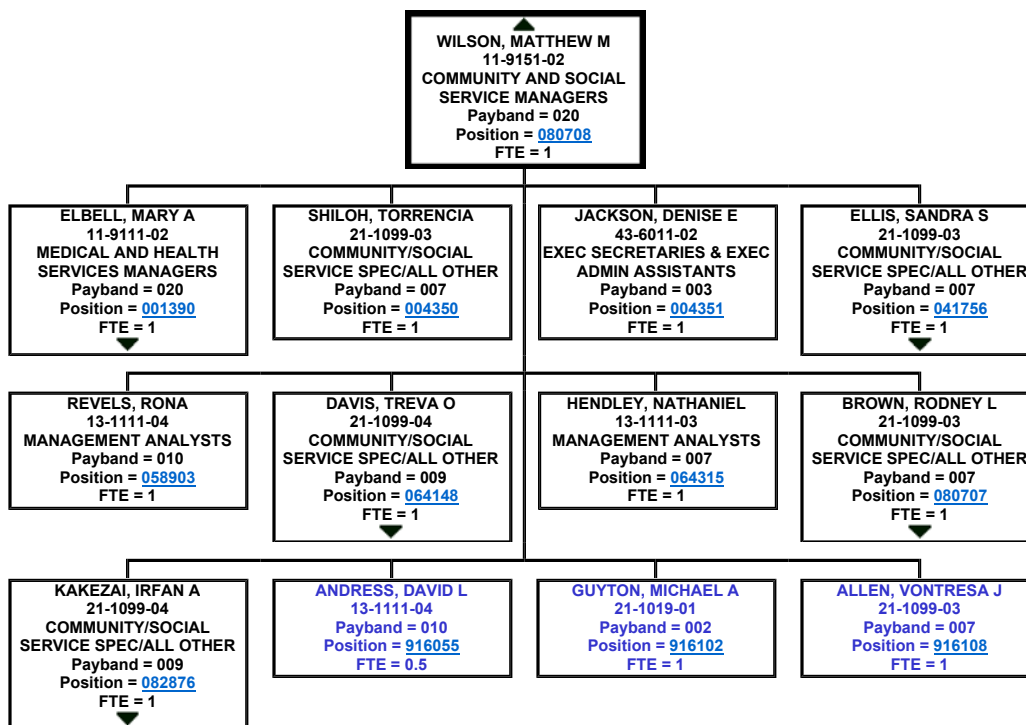 WILSON, MATTHEW M
11-9151-02
COMMUNITY AND SOCIAL
SERVICE MANAGERS
Payband = 020
Position = 080708
FTE = 1
ELBELL, MARY A
11-9111-02
MEDICAL AND HEALTH
SERVICES MANAGERS
Payband = 020
Position = 001390
FTE = 1
SHILOH, TORRENCIA
21-1099-03
COMMUNITY/SOCIAL
SERVICE SPEC/ALL OTHER
Payband = 007
Position = 004350
FTE = 1
JACKSON, DENISE E
43-6011-02
EXEC SECRETARIES & EXEC
ADMIN ASSISTANTS
Payband = 003
Position = 004351
FTE = 1
ELLIS, SANDRA S
21-1099-03
COMMUNITY/SOCIAL
SERVICE SPEC/ALL OTHER
Payband = 007
Position = 041756
FTE = 1
REVELS, RONA
13-1111-04
MANAGEMENT ANALYSTS
Payband = 010
Position = 058903
FTE = 1
DAVIS, TREVA O
21-1099-04
COMMUNITY/SOCIAL
SERVICE SPEC/ALL OTHER
Payband = 009
Position = 064148
FTE = 1
HENDLEY, NATHANIEL
13-1111-03
MANAGEMENT ANALYSTS
Payband = 007
Position = 064315
FTE = 1
BROWN, RODNEY L
21-1099-03
COMMUNITY/SOCIAL
SERVICE SPEC/ALL OTHER
Payband = 007
Position = 080707
FTE = 1
KAKEZAI, IRFAN A
21-1099-04
COMMUNITY/SOCIAL
SERVICE SPEC/ALL OTHER
Payband = 009
Position = 082876
FTE = 1
ANDRESS, DAVID L
13-1111-04
Payband = 010
Position = 916055
FTE = 0.5
GUYTON, MICHAEL A
21-1019-01
Payband = 002
Position = 916102
FTE = 1
ALLEN, VONTRESA J
21-1099-03
Payband = 007
Position = 916108
FTE = 1